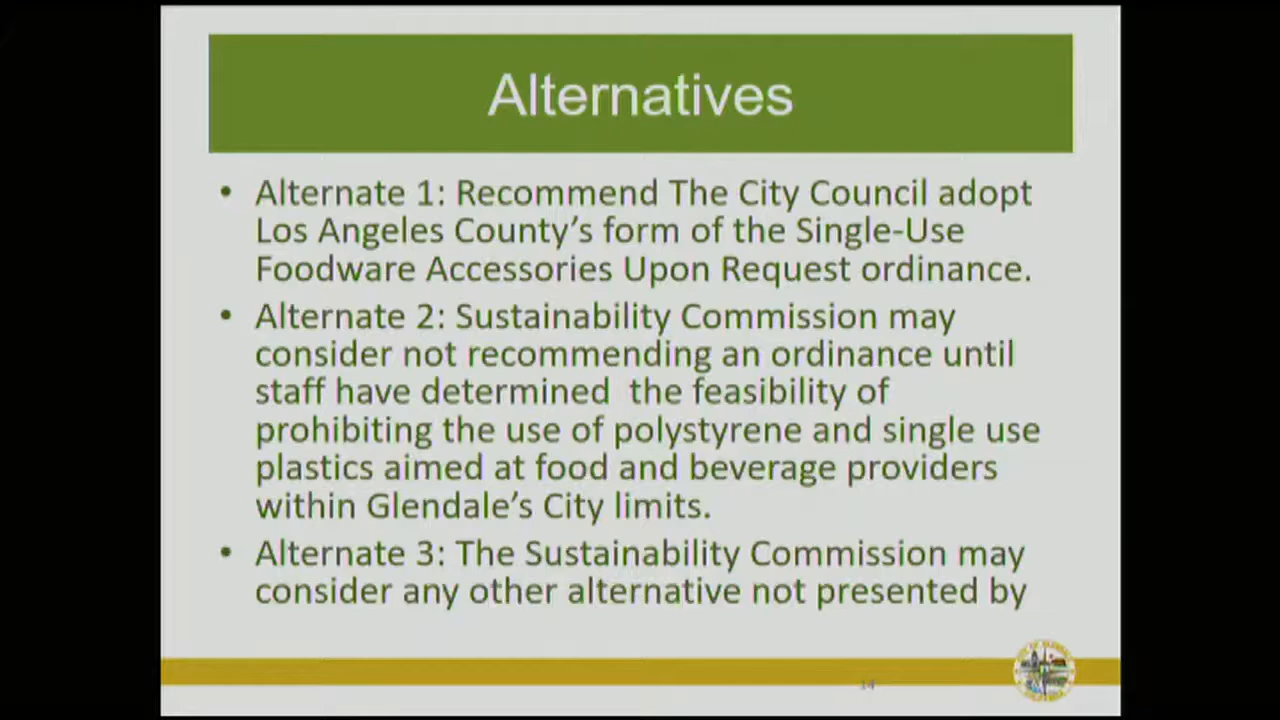 Alternatives
• Alternate 1: Recommend The City Council adopt
Los Angeles County’s form of the Single-Use
Foodware Accessories Upon Request ordinance.
• Alternate 2: Sustainability Commission may
consider not recommending an ordinance until
staff have determined  the feasibility of
prohibiting the use of polystyrene and single use
plastics aimed at food and beverage providers
within Glendale’s City limits.
• Alternate 3: The Sustainability Commission may
consider any other alternative not presented by
14